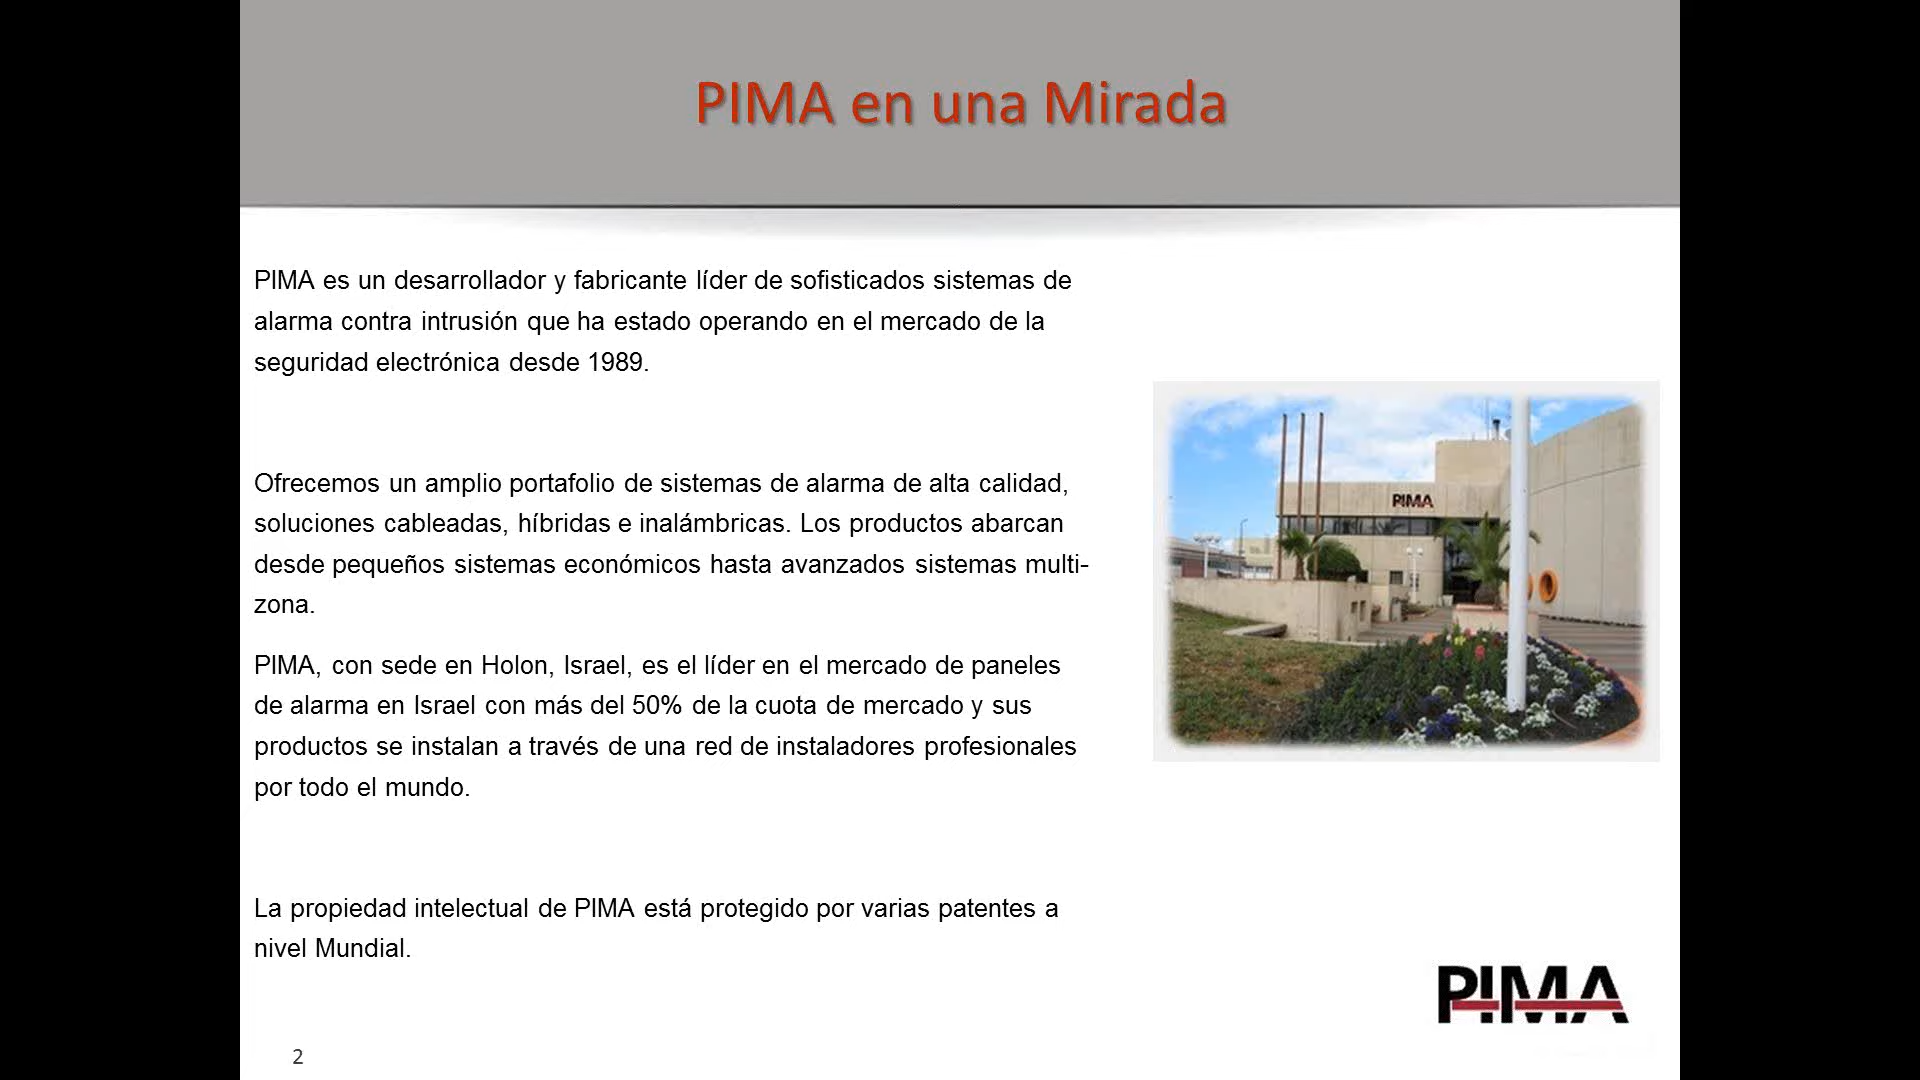 PIMA en una Mirada
PIMA es un desarrollador y fabricante líder de sofisticados sistemas de
alarma contra intrusión que ha estado operando en el mercado de la
seguridad electrónica desde 1989.
Ofrecemos un amplio portafolio de sistemas de alarma de alta calidad,
soluciones cableadas, híbridas e inalámbricas. Los productos abarcan
desde pequeños sistemas económicos hasta avanzados sistemas multi-
zona.
PIMA, con sede en Holon, Israel, es el líder en el mercado de paneles
de alarma en Israel con más del 50% de la cuota de mercado y sus
productos se instalan a través de una red de instaladores profesionales
por todo el mundo.
La propiedad intelectual de PIMA está protegido por varias patentes a
nivel Mundial.
PIMA
PIMA
2